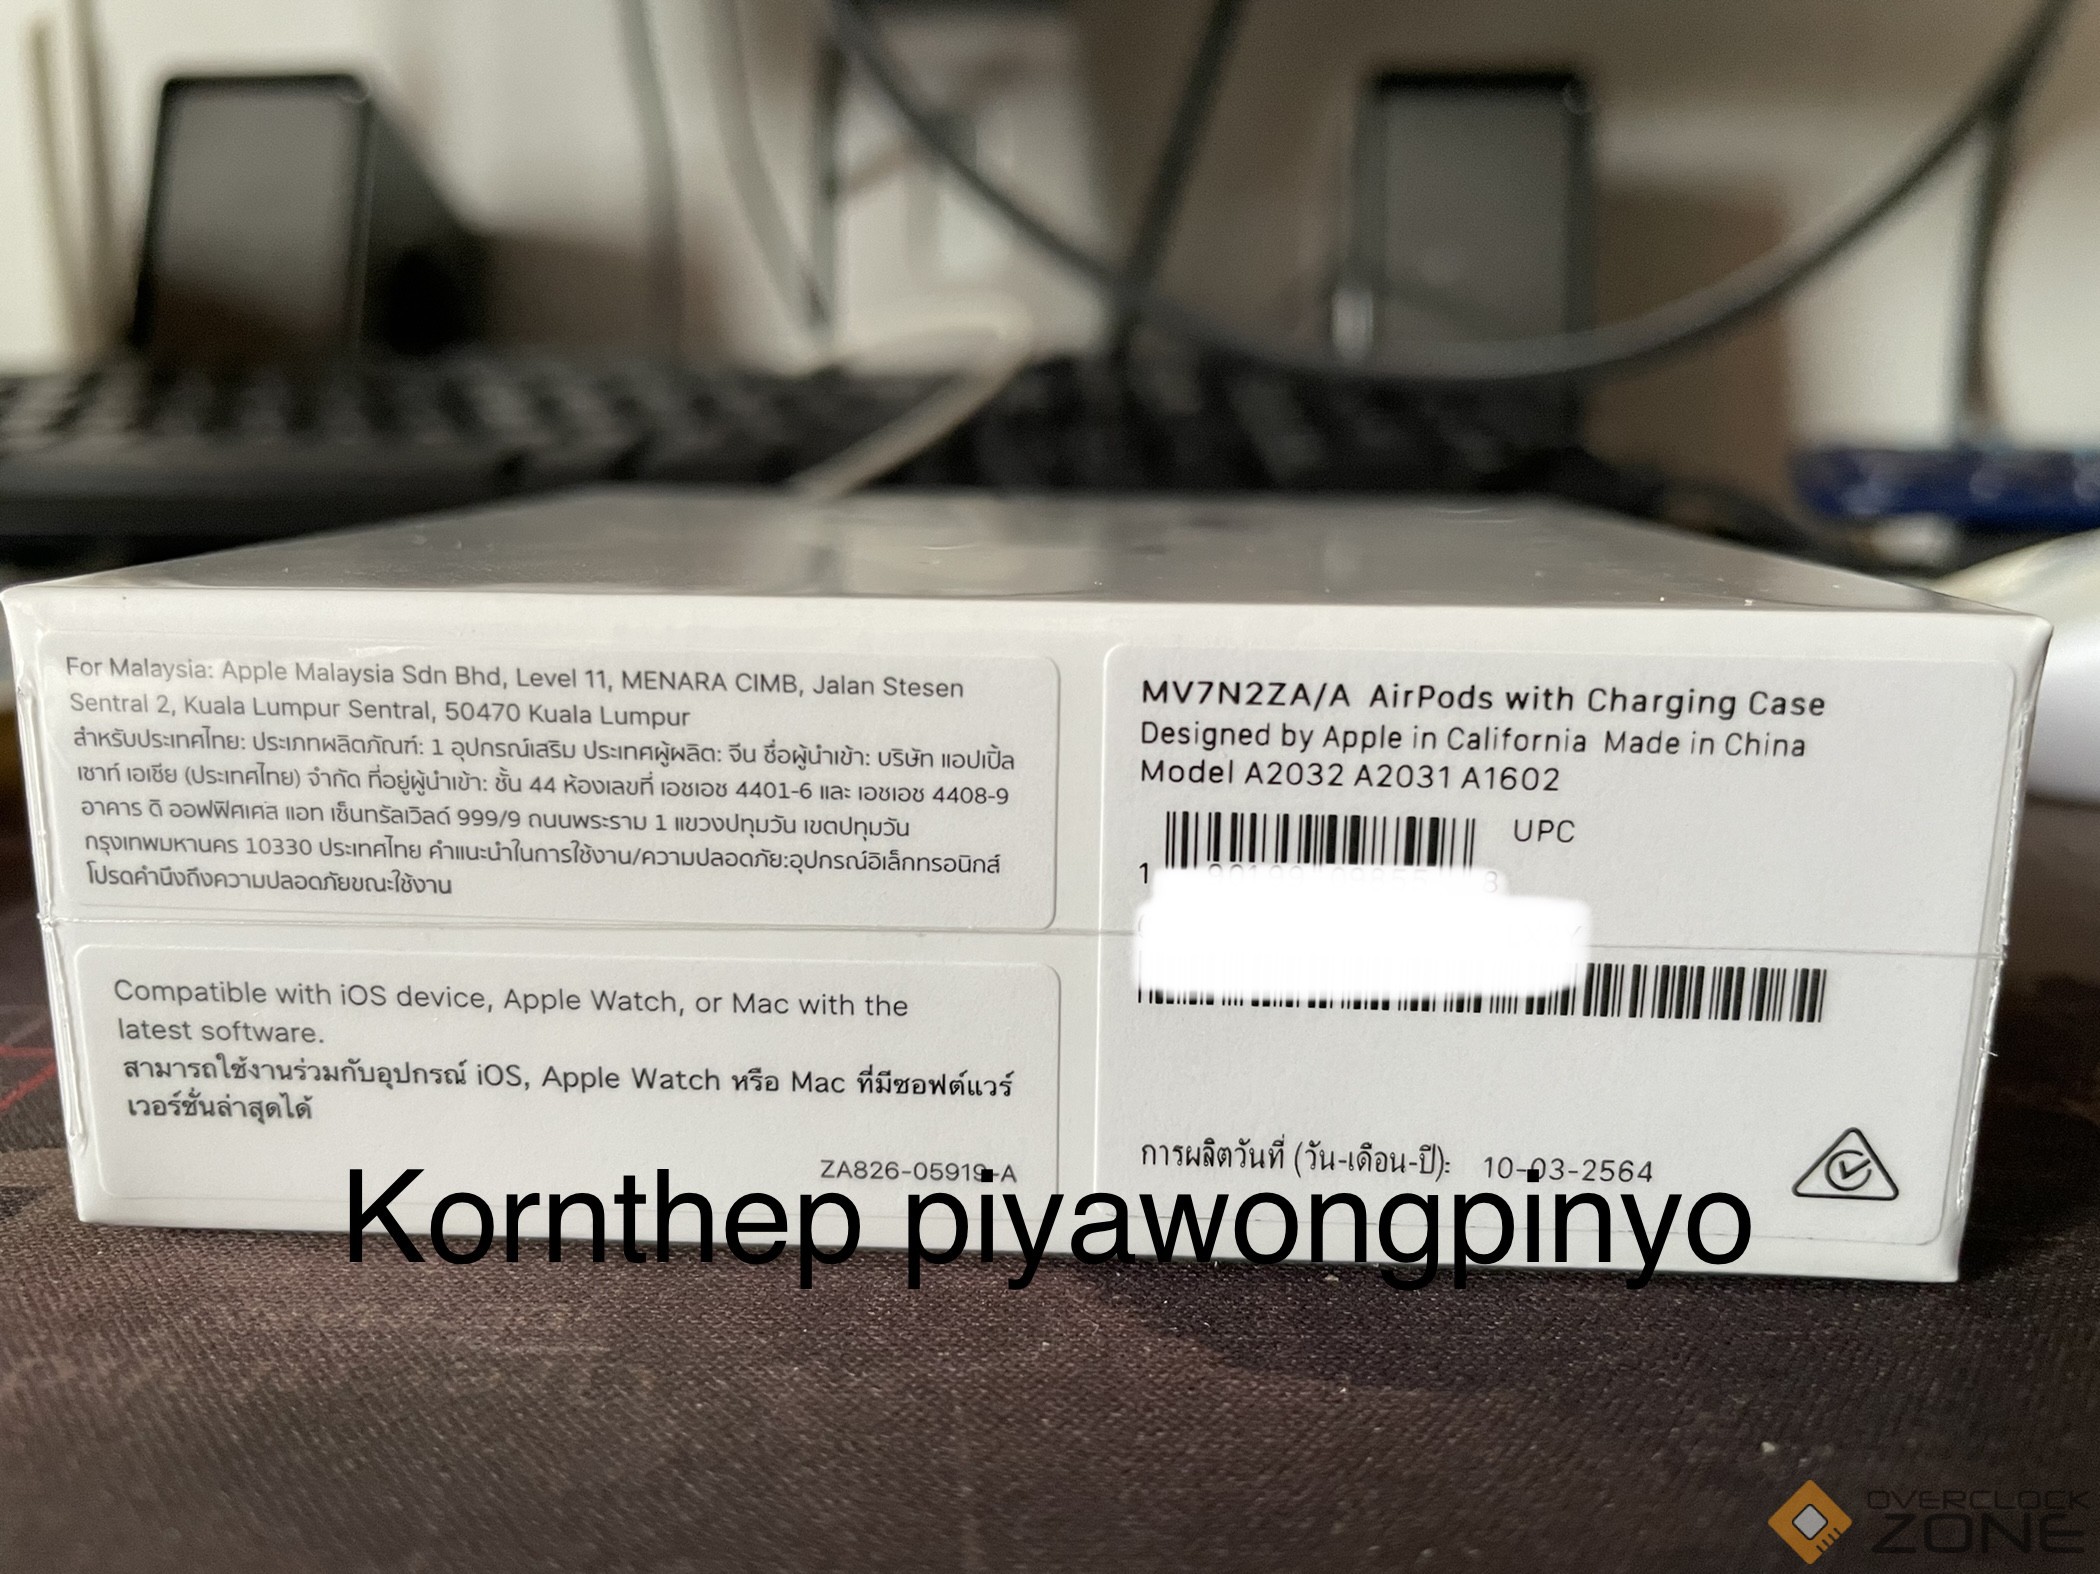 For Malaysia: Apple Malaysia Sdn Bhd, Level 11, MENARA CIMB, Jalan Stesen
Sentral 2, Kuala Lumpur Sentral, 50470 Kuala Lumpur
สำหรับประเทศไทย: ประเภทผลิตภัณฑ์: 1 อุปกรณ์เสริม ประเทศผู้ผลิต: จีน ชื่อผู้นำเข้า: บริษัท แอปเปิ้ล
เซาท์ เอเชีย (ประเทศไทย) จำกัด ที่อยู่ผู้นำเข้า: ชั้น 44 ห้องเลขที่ เอชเอช 4401-6 และ เอชเอช 4408-9
อาคาร ดิ ออฟฟิศเศส แอท เซ็นทรัลเวิลด์ 999/9 ถนนพระราม 1 แขวงปทุมวัน เขตปทุมวัน
กรุงเทพมหานคร 10330 ประเทศไทย คำแนะนำในการใช้งาน/ความปลอดภัย:อุปกรณ์อิเล็กทรอนิกส์
โปรดคำนึงถึงความปลอดภัยขณะใช้งาน
Compatible with iOS device, Apple Watch, or Mac with the
latest software.
สามารถใช้งานร่วมกับอุปกรณ์ iOS, Apple Watch หรือ Mac ที่มีซอฟต์แวร์
เวอร์ชั่นล่าสุดได้
ZA826-05919-A
MV7N2ZA/A AirPods with Charging Case
Designed by Apple in California Made in China
Model A2032 A2031 A1602
UPC
1
3
การผลิตวันที่ (วัน-เดือน-ปี): 10-03-2564
Kornthep piyawongpinyo
OVERCLOCK
ZONE